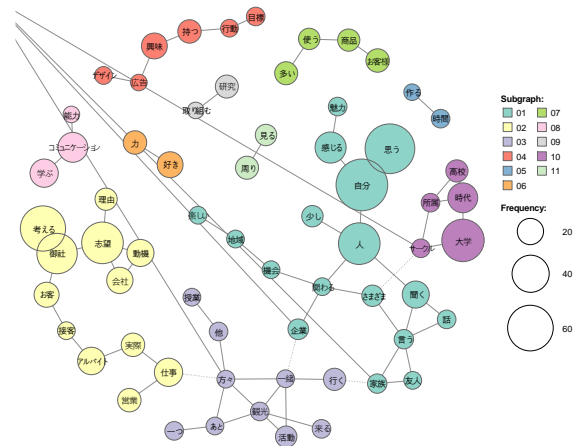 目標
行動
持つ
興味
デザイン
広告
使う
商品
お客様
多い
研究
取り組む
作る
時間
魅力
能力
コミュニケーション
学ぶ
力
好き
見る
周り
感じる
思う
自分
高校
所属
時代
サークル
大学
理由
考える
御社
志望
動機
会社
お客
接客
アルバイト
実際
仕事
営業
楽しい
地域
少し
人
機会
関わる
さまざま
聞く
話
言う
企業
家族
友人
授業
他
方々
一緒
行く
観光
あと
一つ
活動
来る
Subgraph:
01 07
02 08
03 09
04 10
05 11
06
Frequency:
20
40
60